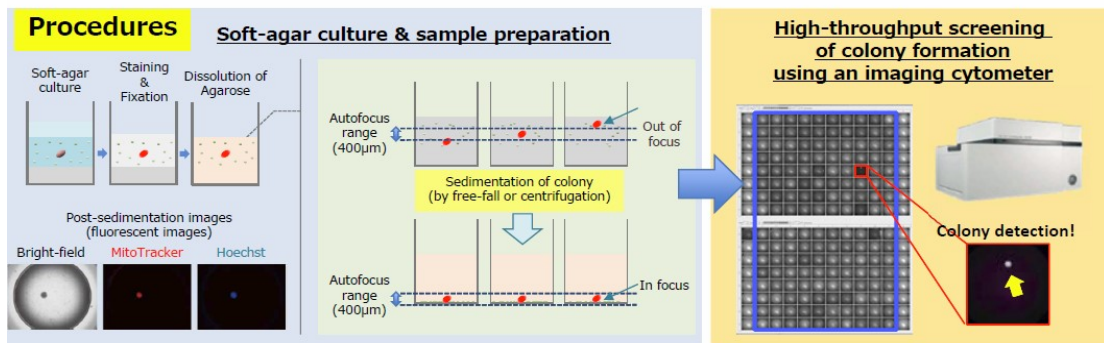 Procedures
Soft-agar culture & sample preparation
Soft-agar
culture
Staining
&
Fixation
Dissolution of
Agarose
Post-sedimentation images
(fluorescent images)
Bright-field
MitoTracker
Hoechst
Autofocus
range
(400µm)
Out of
focus
Sedimentation of colony
(by free-fall or centrifugation)
Autofocus
range
(400µm)
In focus
High-throughput screening
of colony formation
using an imaging cytometer
Colony detection!